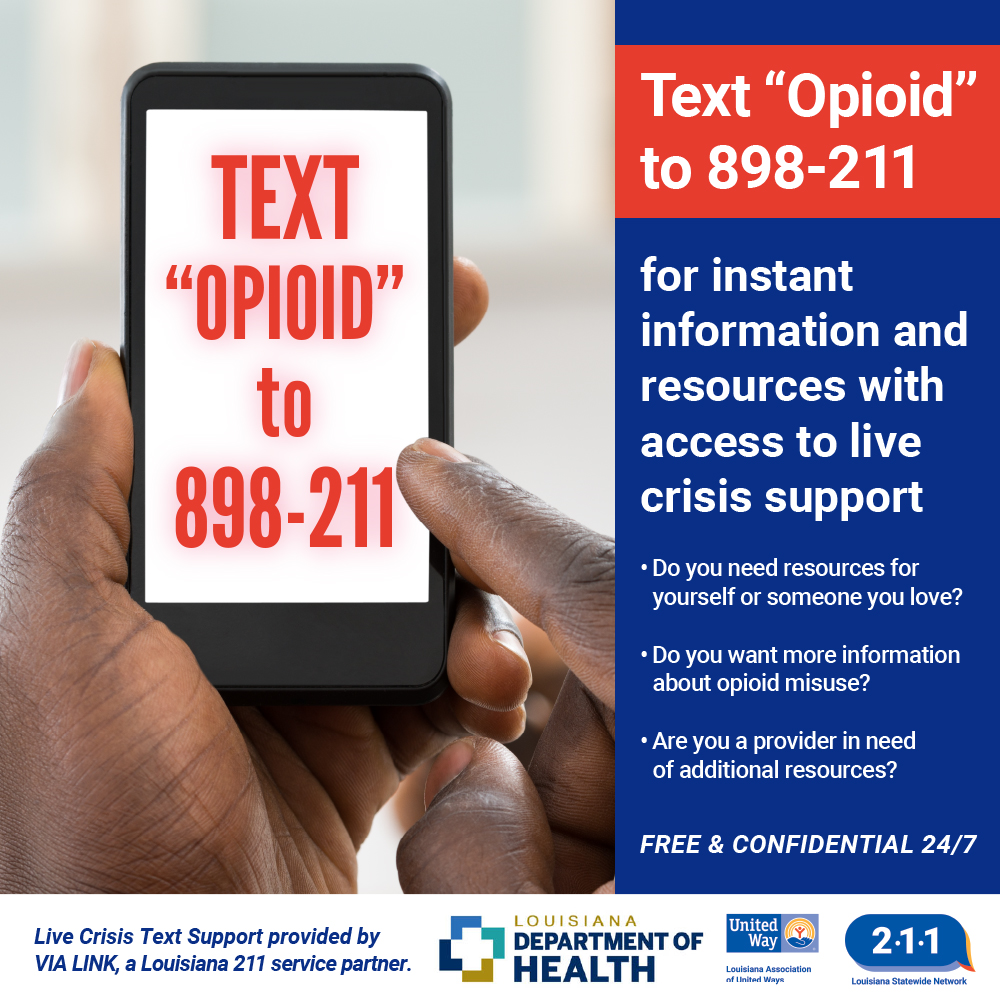 TEXT
“OPIOID”
to
898-211
Text “Opioid”
to 898-211
for instant
information and
resources with
access to live
crisis support
• Do you need resources for
yourself or someone you love?
• Do you want more information
about opioid misuse?
• Are you a provider in need
of additional resources?
FREE & CONFIDENTIAL 24/7
Live Crisis Text Support provided by
VIA LINK, a Louisiana 211 service partner.
LOUISIANA
DEPARTMENT OF
HEALTH
United
Way
Louisiana Association
of United Ways
2·1·1
Louisiana Statewide Network